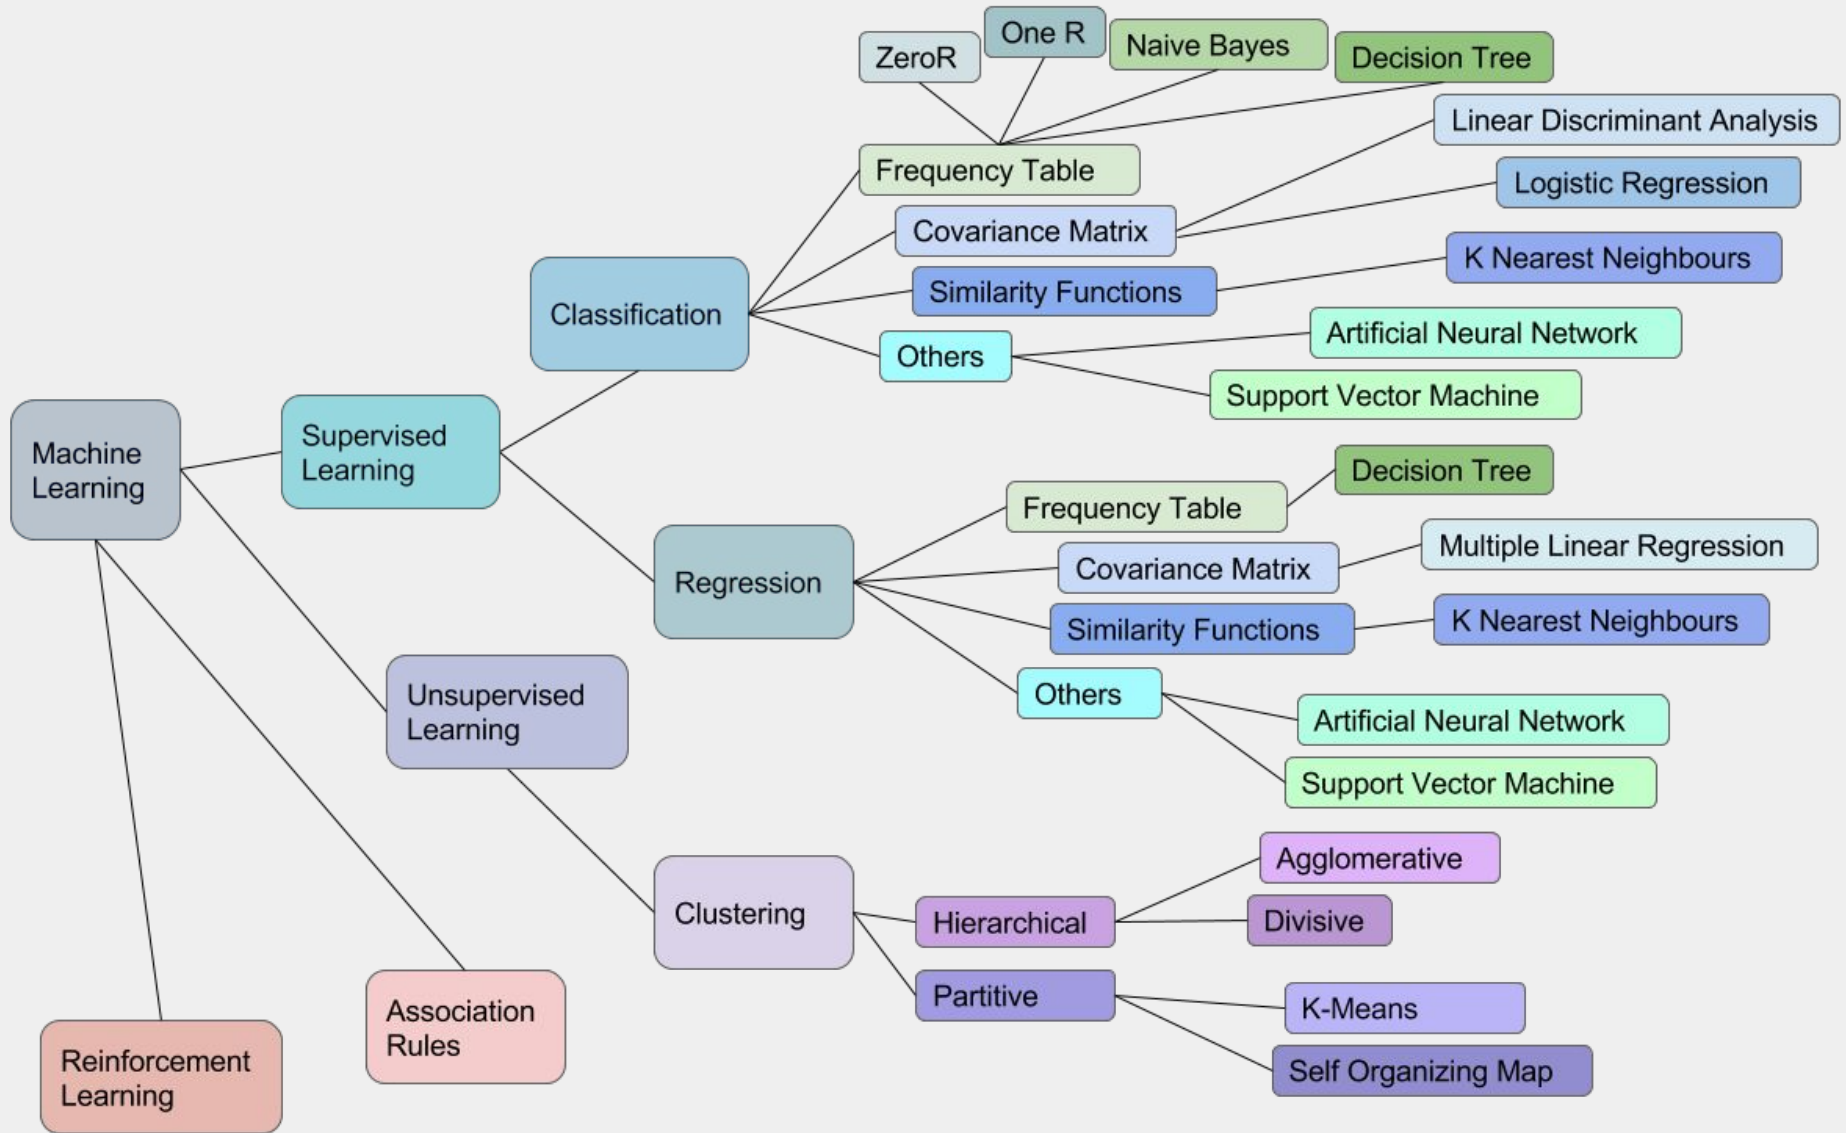 ZeroR
One R
Naive Bayes
Decision Tree
Linear Discriminant Analysis
Frequency Table
Logistic Regression
Covariance Matrix
K Nearest Neighbours
Similarity Functions
Classification
Artificial Neural Network
Others
Support Vector Machine
Machine
Learning
Supervised
Learning
Decision Tree
Frequency Table
Multiple Linear Regression
Covariance Matrix
Regression
K Nearest Neighbours
Similarity Functions
Unsupervised
Learning
Others
Artificial Neural Network
Support Vector Machine
Agglomerative
Clustering
Hierarchical
Divisive
Partitive
K-Means
Association
Rules
Self Organizing Map
Reinforcement
Learning